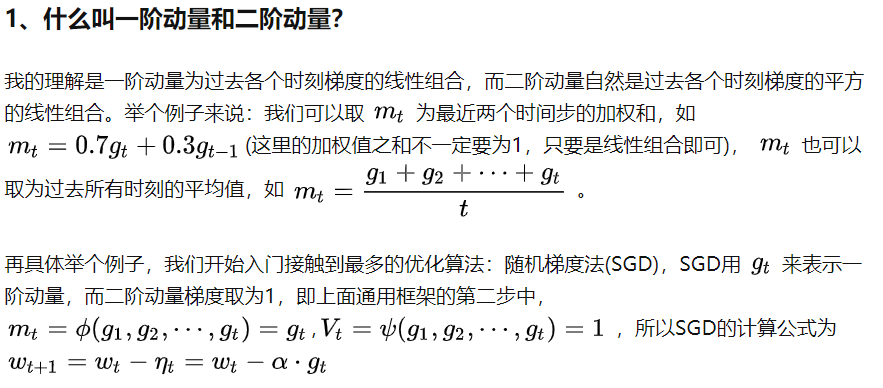 1、什么叫一阶动量和二阶动量？
我的理解是一阶动量为过去各个时刻梯度的线性组合，而二阶动量自然是过去各个时刻梯度的平方
的线性组合。举个例子来说：我们可以取 m_t 为最近两个时间步的加权和，如
m_t = 0.7g_t + 0.3g_{t-1} (这里的加权值之和不一定要为1，只要是线性组合即可)， m_t 也可以
取为过去所有时刻的平均值，如 m_t = \frac{g_1 + g_2 + \cdots + g_t}{t} 。
再具体举个例子，我们开始入门接触到最多的优化算法：随机梯度法(SGD)，SGD用 g_t 来表示一
阶动量，而二阶动量梯度取为1，即上面通用框架的第二步中，
m_t = \phi(g_1, g_2, \cdots, g_t) = g_t , V_t = \psi(g_1, g_2, \cdots, g_t) = 1 ，所以SGD的计算公式为
w_{t+1} = w_t - \eta_t = w_t - \alpha \cdot g_t